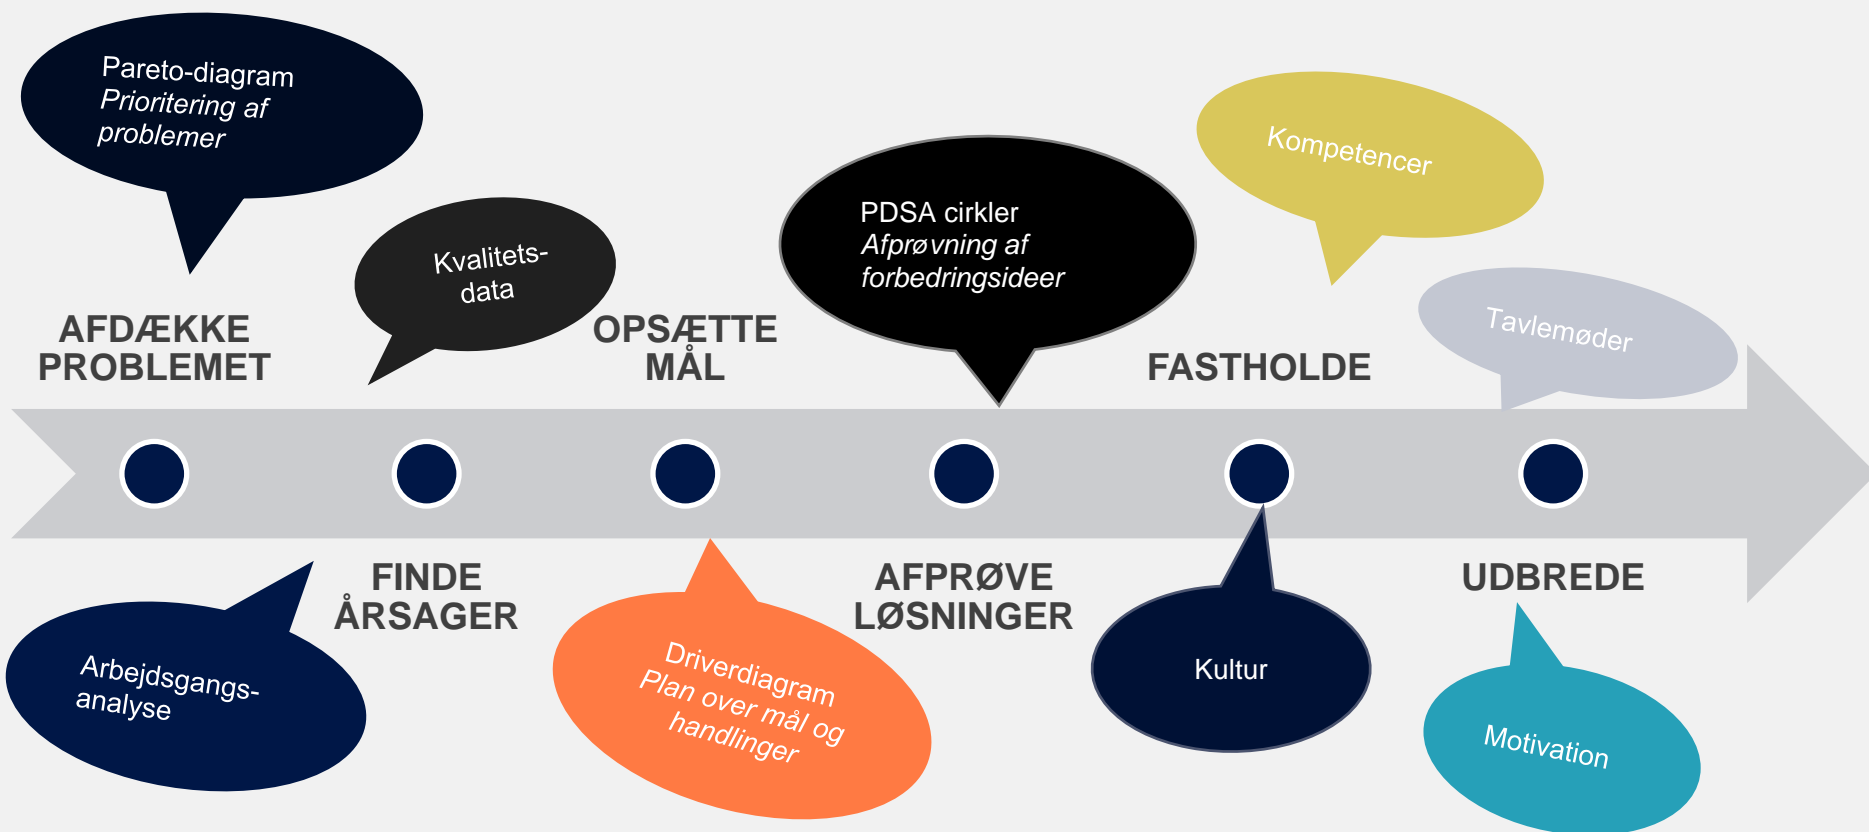 Pareto-diagram
Prioritering af
problemer
Kvalitets-
data
PDSA cirkler
Afprøvning af
forbedringsideer
Kompetencer
Tavlemøder
AFDÆKKE
PROBLEMET
OPSÆTTE
MÅL
FASTHOLDE
FINDE
ÅRSAGER
AFPRØVE
LØSNINGER
UDBREDE
Arbejdsgangs-
analyse
Driverdiagram
Plan over mål og
handlinger
Kultur
Motivation